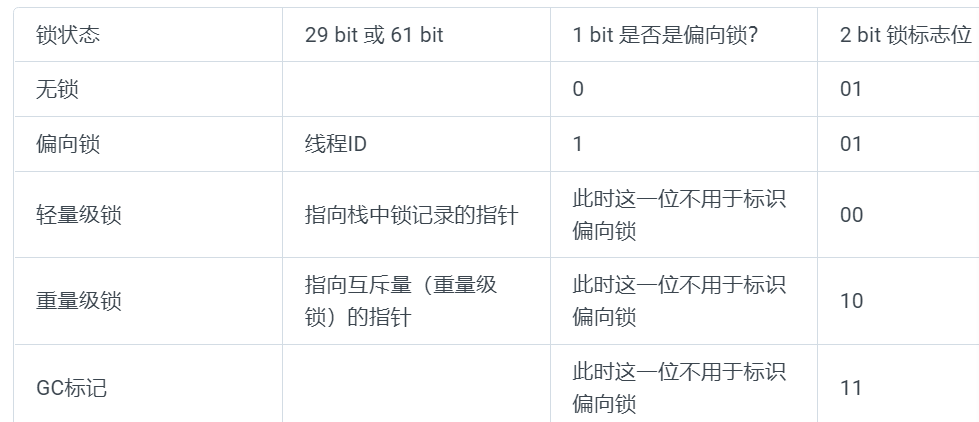 锁状态 29 bit 或 61 bit 1 bit 是否是偏向锁？ 2 bit 锁标志位
无锁 0 01
偏向锁 线程ID 1 01
轻量级锁 指向栈中锁记录的指针 此时这一位不用于标识
偏向锁 00
重量级锁 指向互斥量（重量级
锁）的指针 此时这一位不用于标识
偏向锁 10
GC标记 此时这一位不用于标识
偏向锁 11